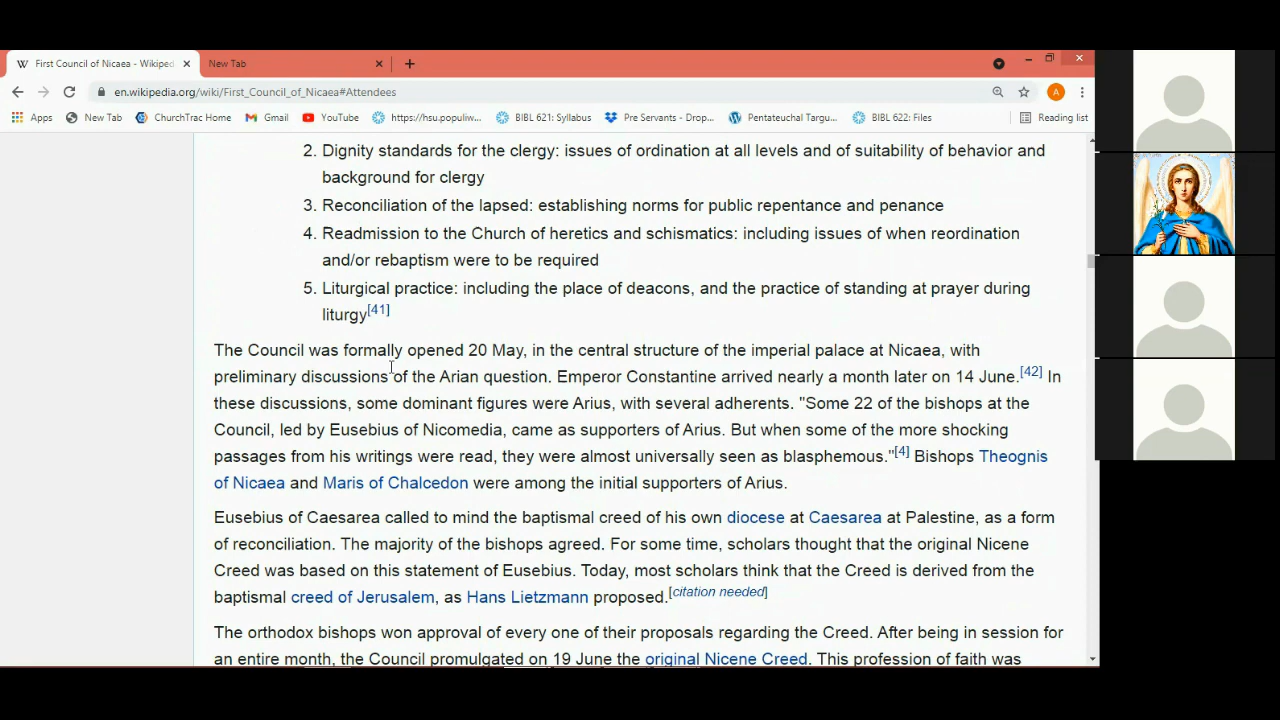 First Council of Nicaea - Wikiped
New Tab
en.wikipedia.org/wiki/First_Council_of_Nicaea#Attendees
A
Apps New Tab ChurchTrac Home Gmail YouTube https://hsu.populiw... BIBL 621: Syllabus Pre Servants - Drop... Pentateuchal Targu... BIBL 622: Files Reading list
2. Dignity standards for the clergy: issues of ordination at all levels and of suitability of behavior and
background for clergy
3. Reconciliation of the lapsed: establishing norms for public repentance and penance
4. Readmission to the Church of heretics and schismatics: including issues of when reordination
and/or rebaptism were to be required
5. Liturgical practice: including the place of deacons, and the practice of standing at prayer during
liturgy[41]
The Council was formally opened 20 May, in the central structure of the imperial palace at Nicaea, with
preliminary discussions of the Arian question. Emperor Constantine arrived nearly a month later on 14 June.[42] In
these discussions, some dominant figures were Arius, with several adherents. "Some 22 of the bishops at the
Council, led by Eusebius of Nicomedia, came as supporters of Arius. But when some of the more shocking
passages from his writings were read, they were almost universally seen as blasphemous."[4] Bishops Theognis
of Nicaea and Maris of Chalcedon were among the initial supporters of Arius.
Eusebius of Caesarea called to mind the baptismal creed of his own diocese at Caesarea at Palestine, as a form
of reconciliation. The majority of the bishops agreed. For some time, scholars thought that the original Nicene
Creed was based on this statement of Eusebius. Today, most scholars think that the Creed is derived from the
baptismal creed of Jerusalem, as Hans Lietzmann proposed.[citation needed]
The orthodox bishops won approval of every one of their proposals regarding the Creed. After being in session for
an entire month, the Council promulgated on 19 June the original Nicene Creed. This profession of faith was